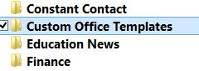 Constant Contact
Custom Office Templates
Education News
Finance